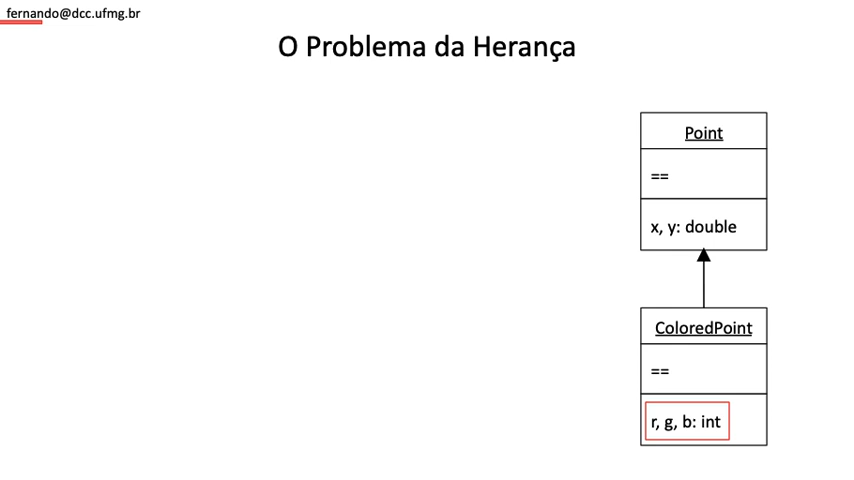 fernando@dcc.ufmg.br
O Problema da Herança
Point
==
x, y: double
ColoredPoint
==
r, g, b: int